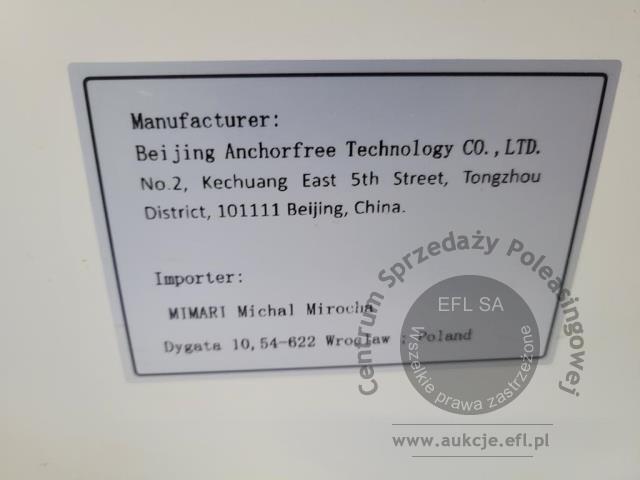 Manufacturer:
Beijing Anchorfree Technology CO.,LTD.
No.2, Kechuang East 5th Street, Tongzhou
District, 101111 Beijing, China.
Importer:
MIMARI Michal Mirocha
Dygata 10,54-622 Wrocław : Poland
Centrum Sprzedaży Poleasingowej
EFL SA
Wszelkie prawa zastrzeżone
www.aukcje.efl.pl